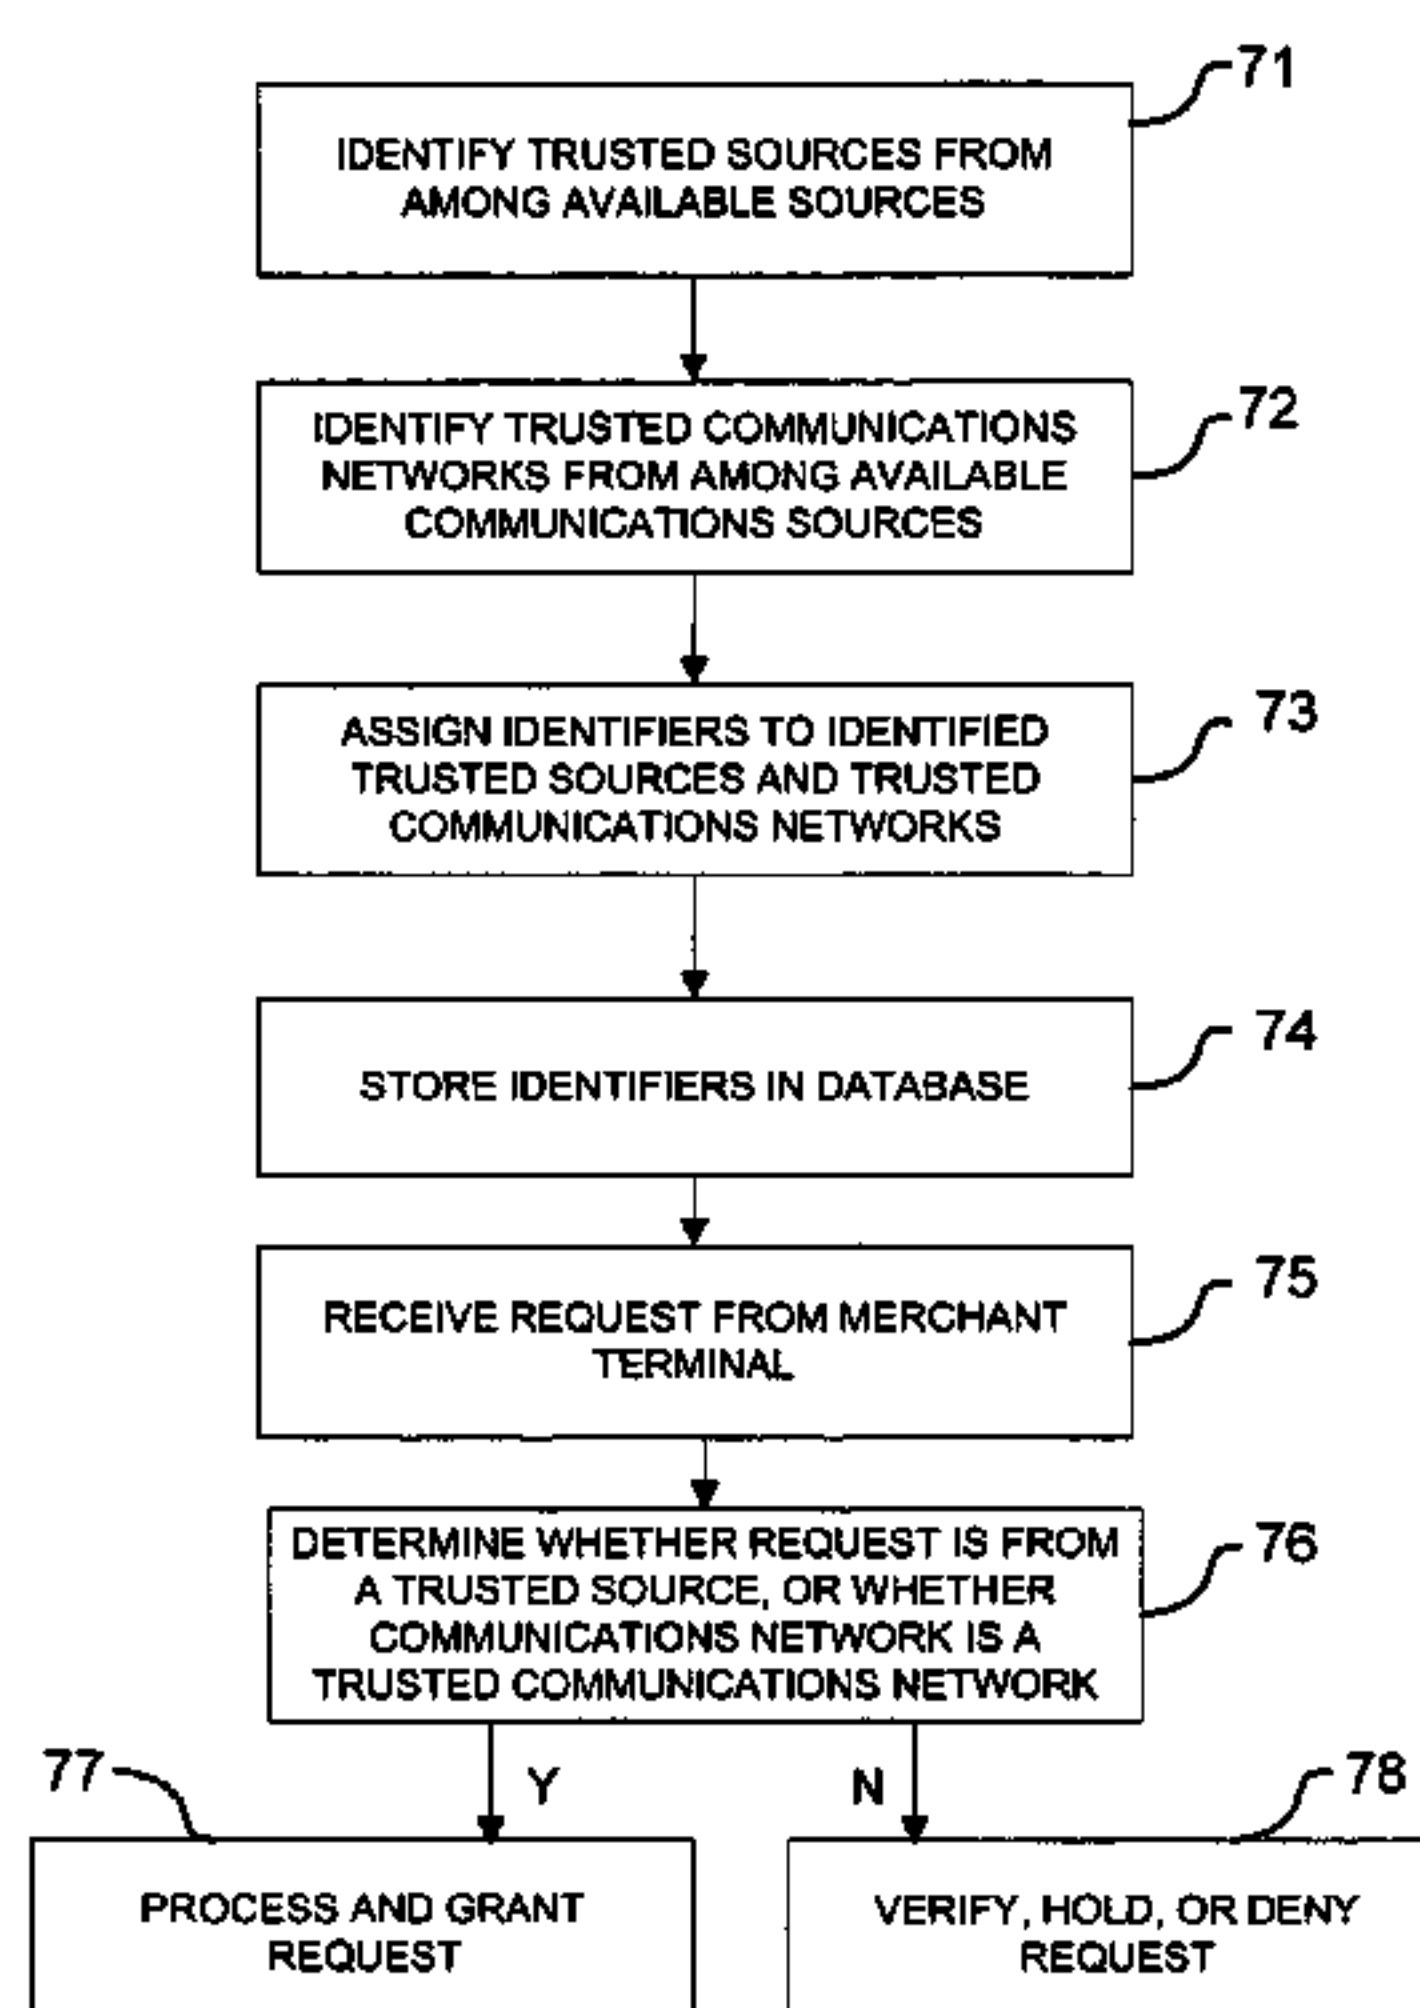 71
IDENTIFY TRUSTED SOURCES FROM
AMONG AVAILABLE SOURCES
72
IDENTIFY TRUSTED COMMUNICATIONS
NETWORKS FROM AMONG AVAILABLE
COMMUNICATIONS SOURCES
73
ASSIGN IDENTIFIERS TO IDENTIFIED
TRUSTED SOURCES AND TRUSTED
COMMUNICATIONS NETWORKS
74
STORE IDENTIFIERS IN DATABASE
75
RECEIVE REQUEST FROM MERCHANT
TERMINAL
76
DETERMINE WHETHER REQUEST IS FROM
A TRUSTED SOURCE, OR WHETHER
COMMUNICATIONS NETWORK IS A
TRUSTED COMMUNICATIONS NETWORK
77
Y
N
78
PROCESS AND GRANT
REQUEST
VERIFY, HOLD, OR DENY
REQUEST